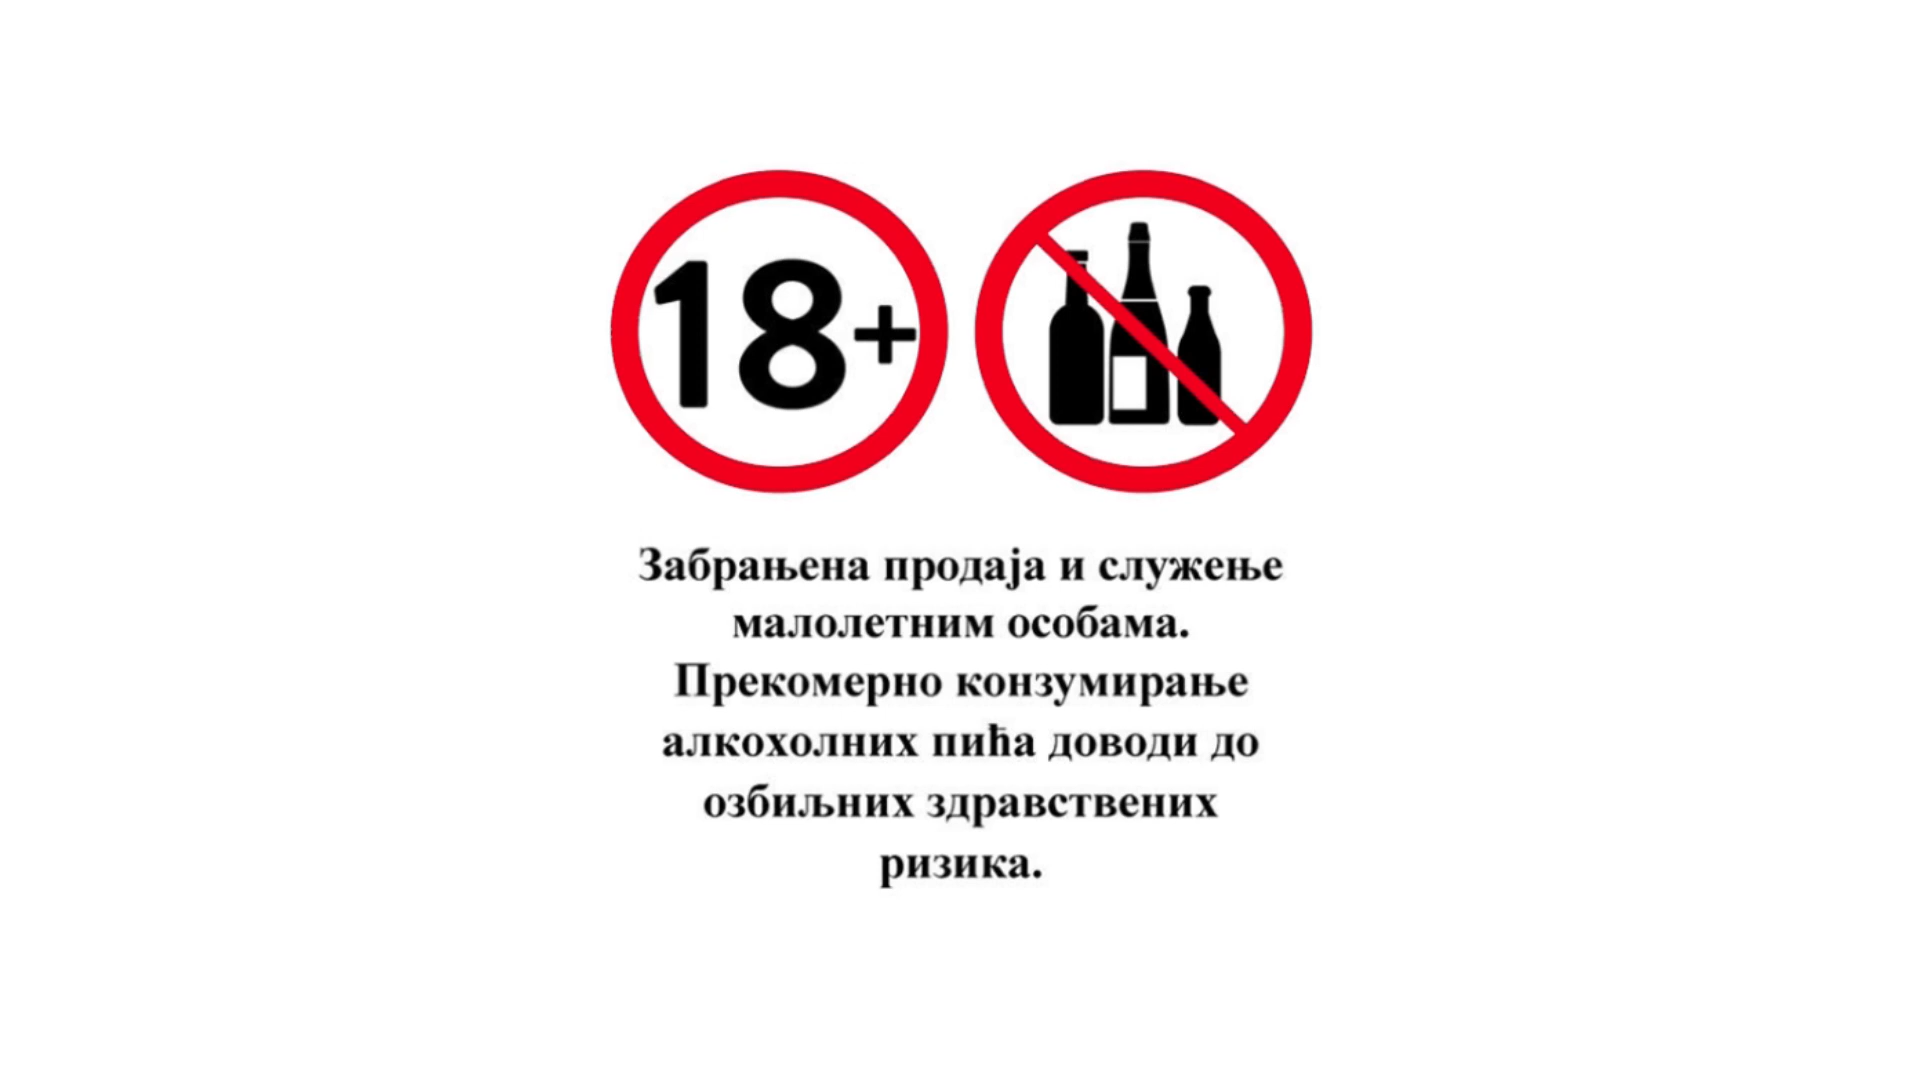 18+
Забрањена продаја и служење
малолетним особама.
Прекомерно конзумирање
алкохолних пића доводи до
озбиљних здравствених
ризика.